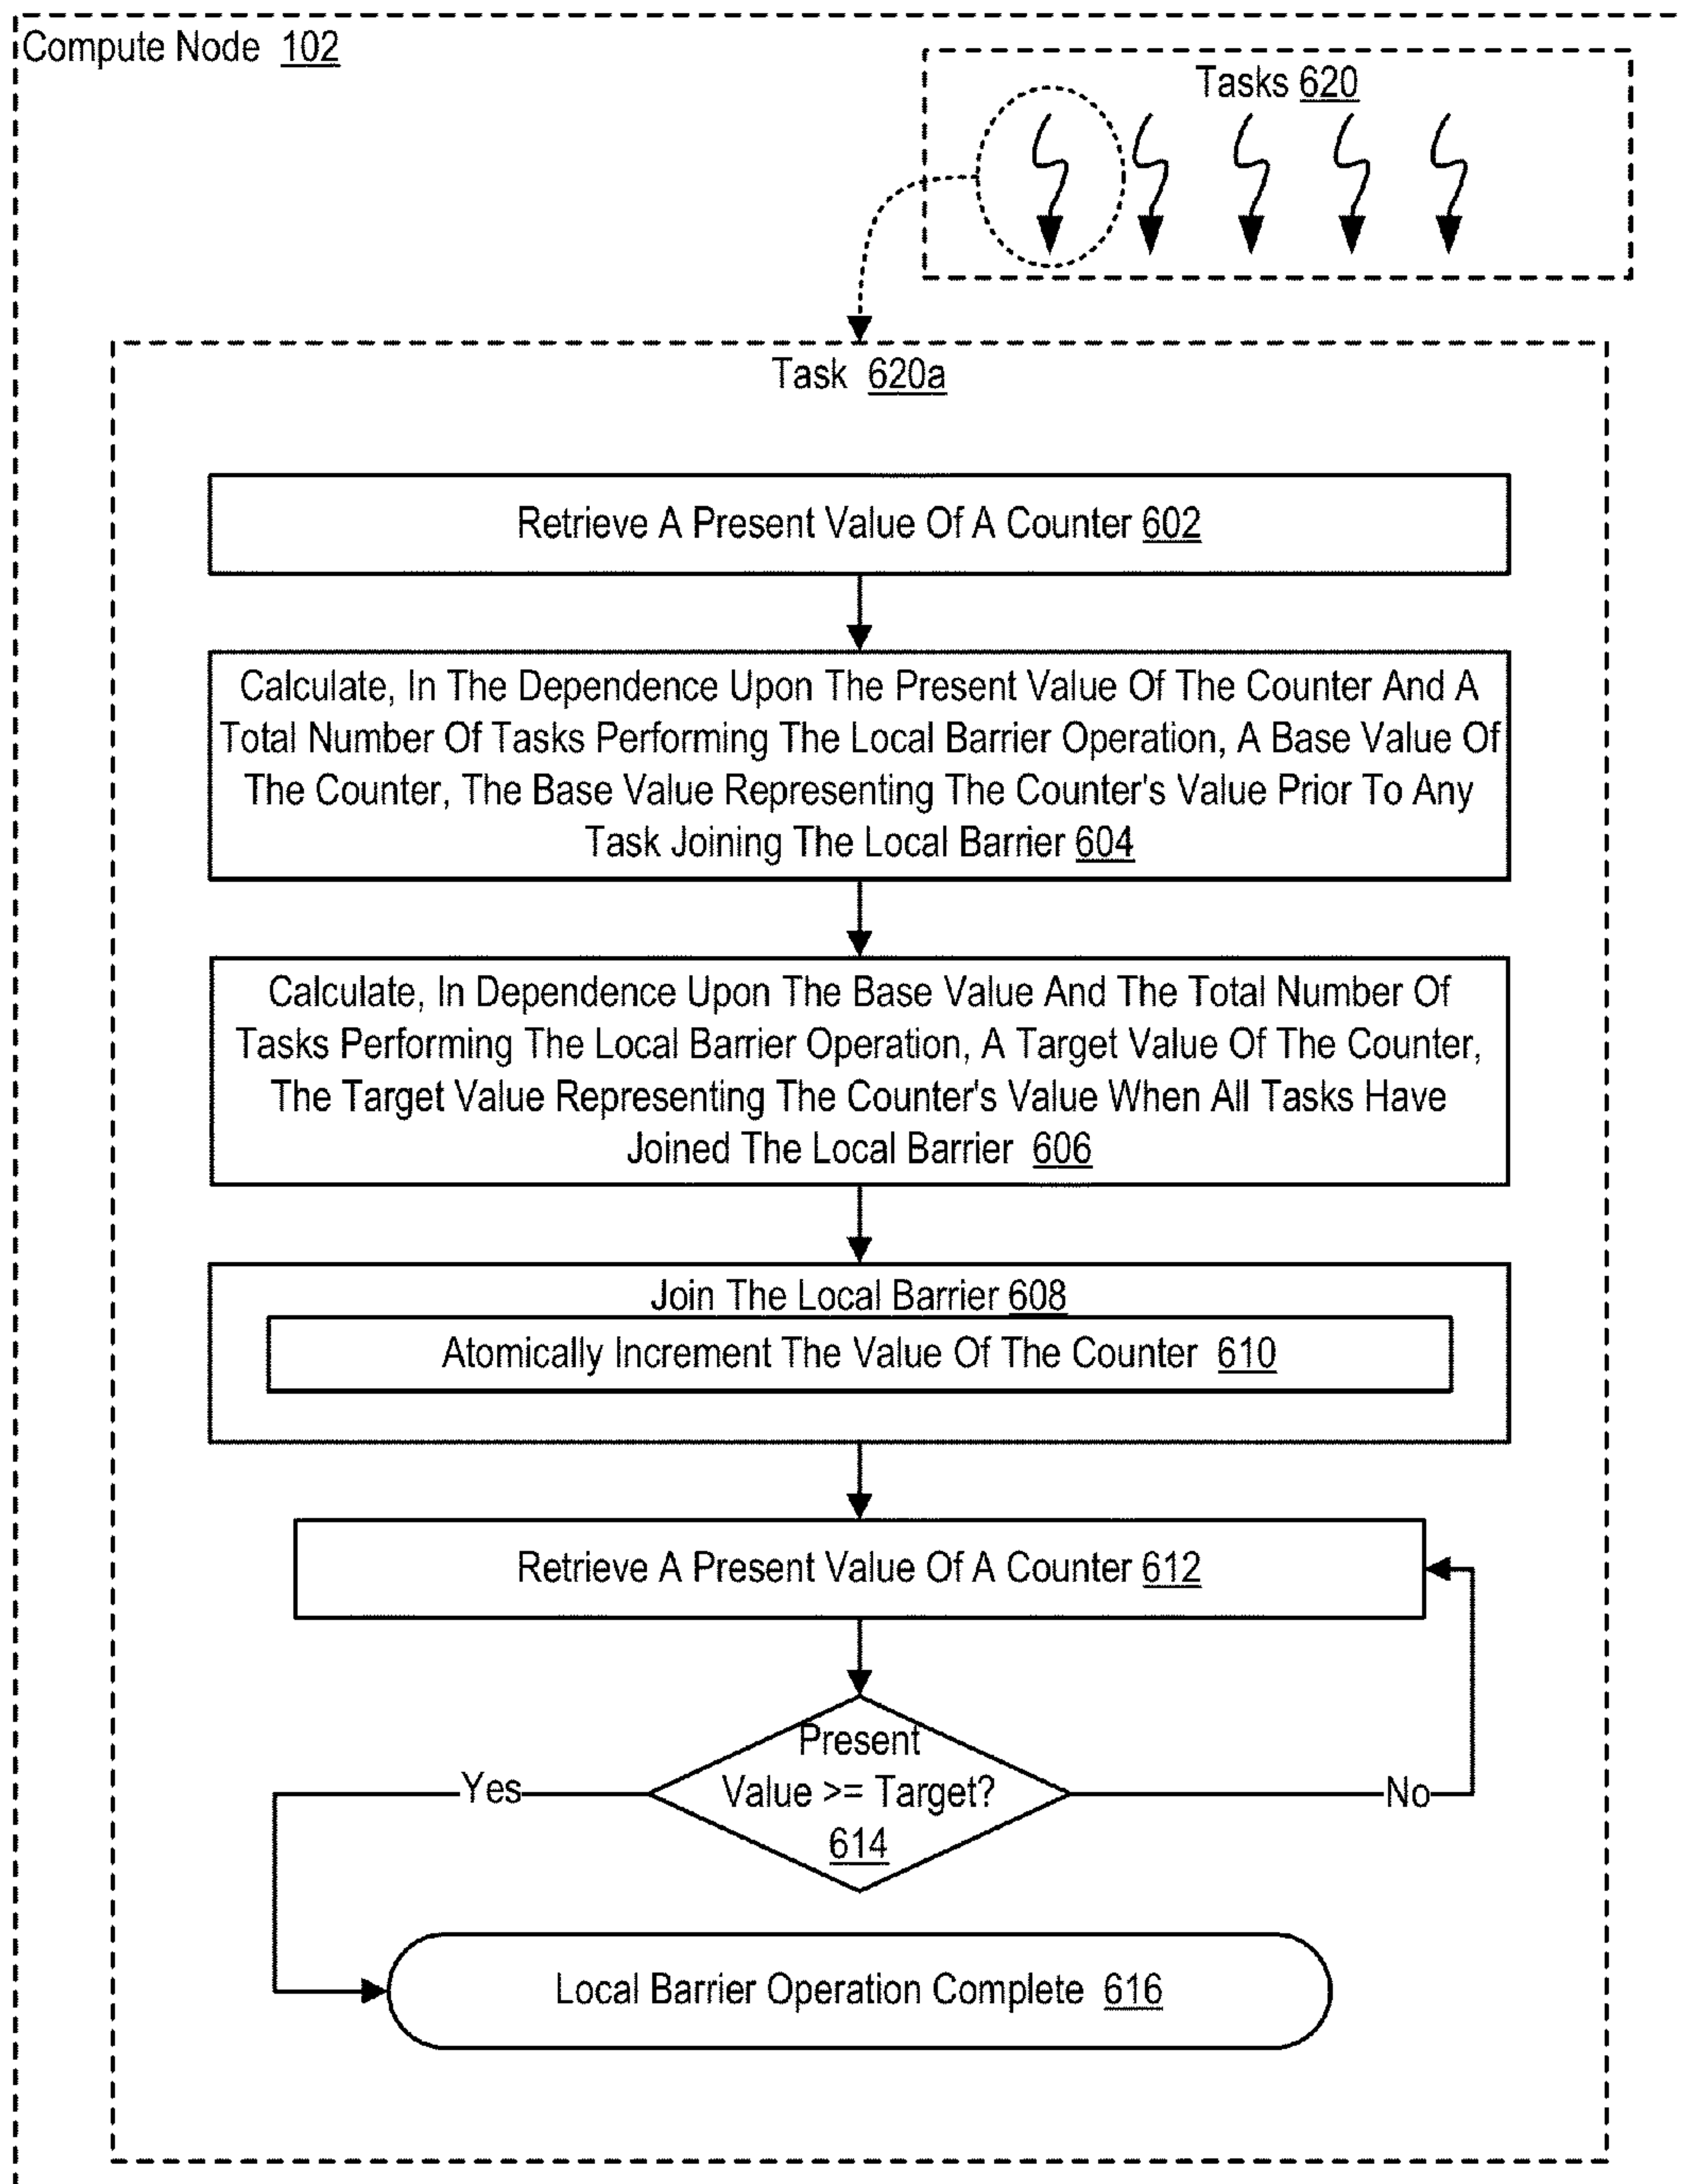 Compute Node 102
Tasks 620
Task 620a
Retrieve A Present Value Of A Counter 602
Calculate, In The Dependence Upon The Present Value Of The Counter And A
Total Number Of Tasks Performing The Local Barrier Operation, A Base Value Of
The Counter, The Base Value Representing The Counter's Value Prior To Any
Task Joining The Local Barrier 604
Calculate, In Dependence Upon The Base Value And The Total Number Of
Tasks Performing The Local Barrier Operation, A Target Value Of The Counter,
The Target Value Representing The Counter's Value When All Tasks Have
Joined The Local Barrier 606
Join The Local Barrier 608
Atomically Increment The Value Of The Counter 610
Retrieve A Present Value Of A Counter 612
Present
Yes
Value >= Target?
No
614
Local Barrier Operation Complete 616